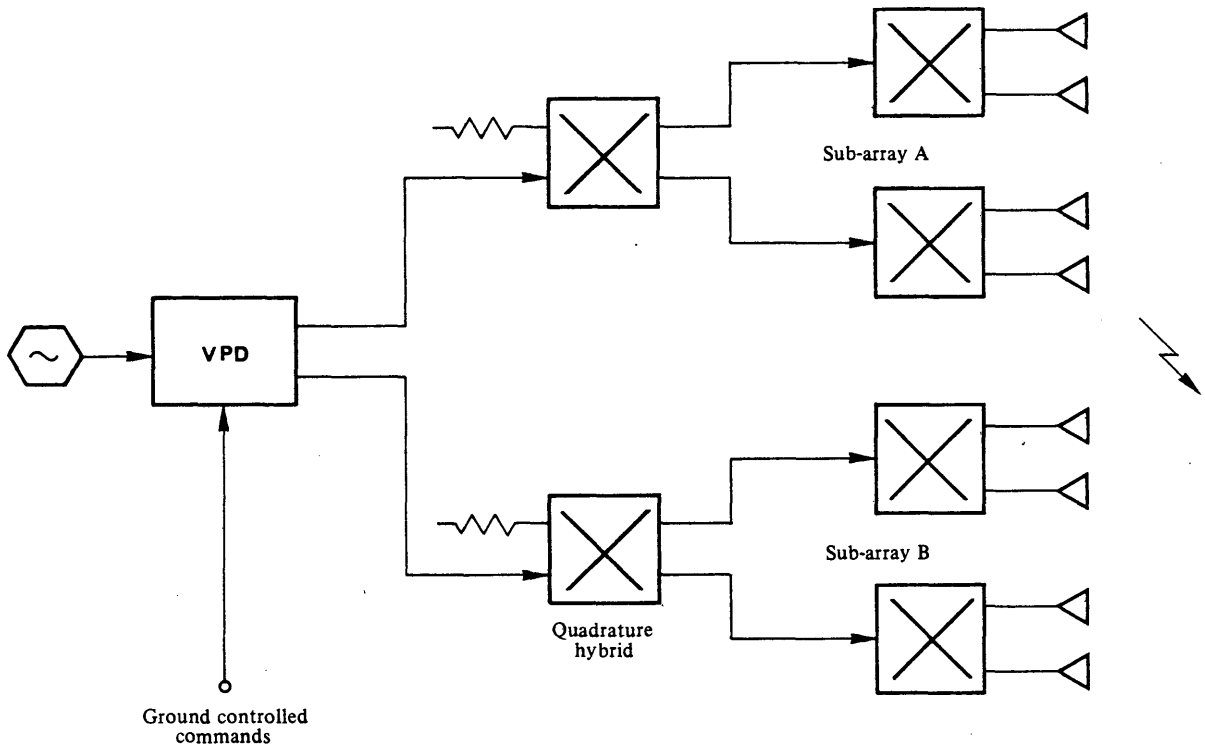 Sub-array A
VPD
Sub-array B
Quadrature
hybrid
Ground controlled
commands